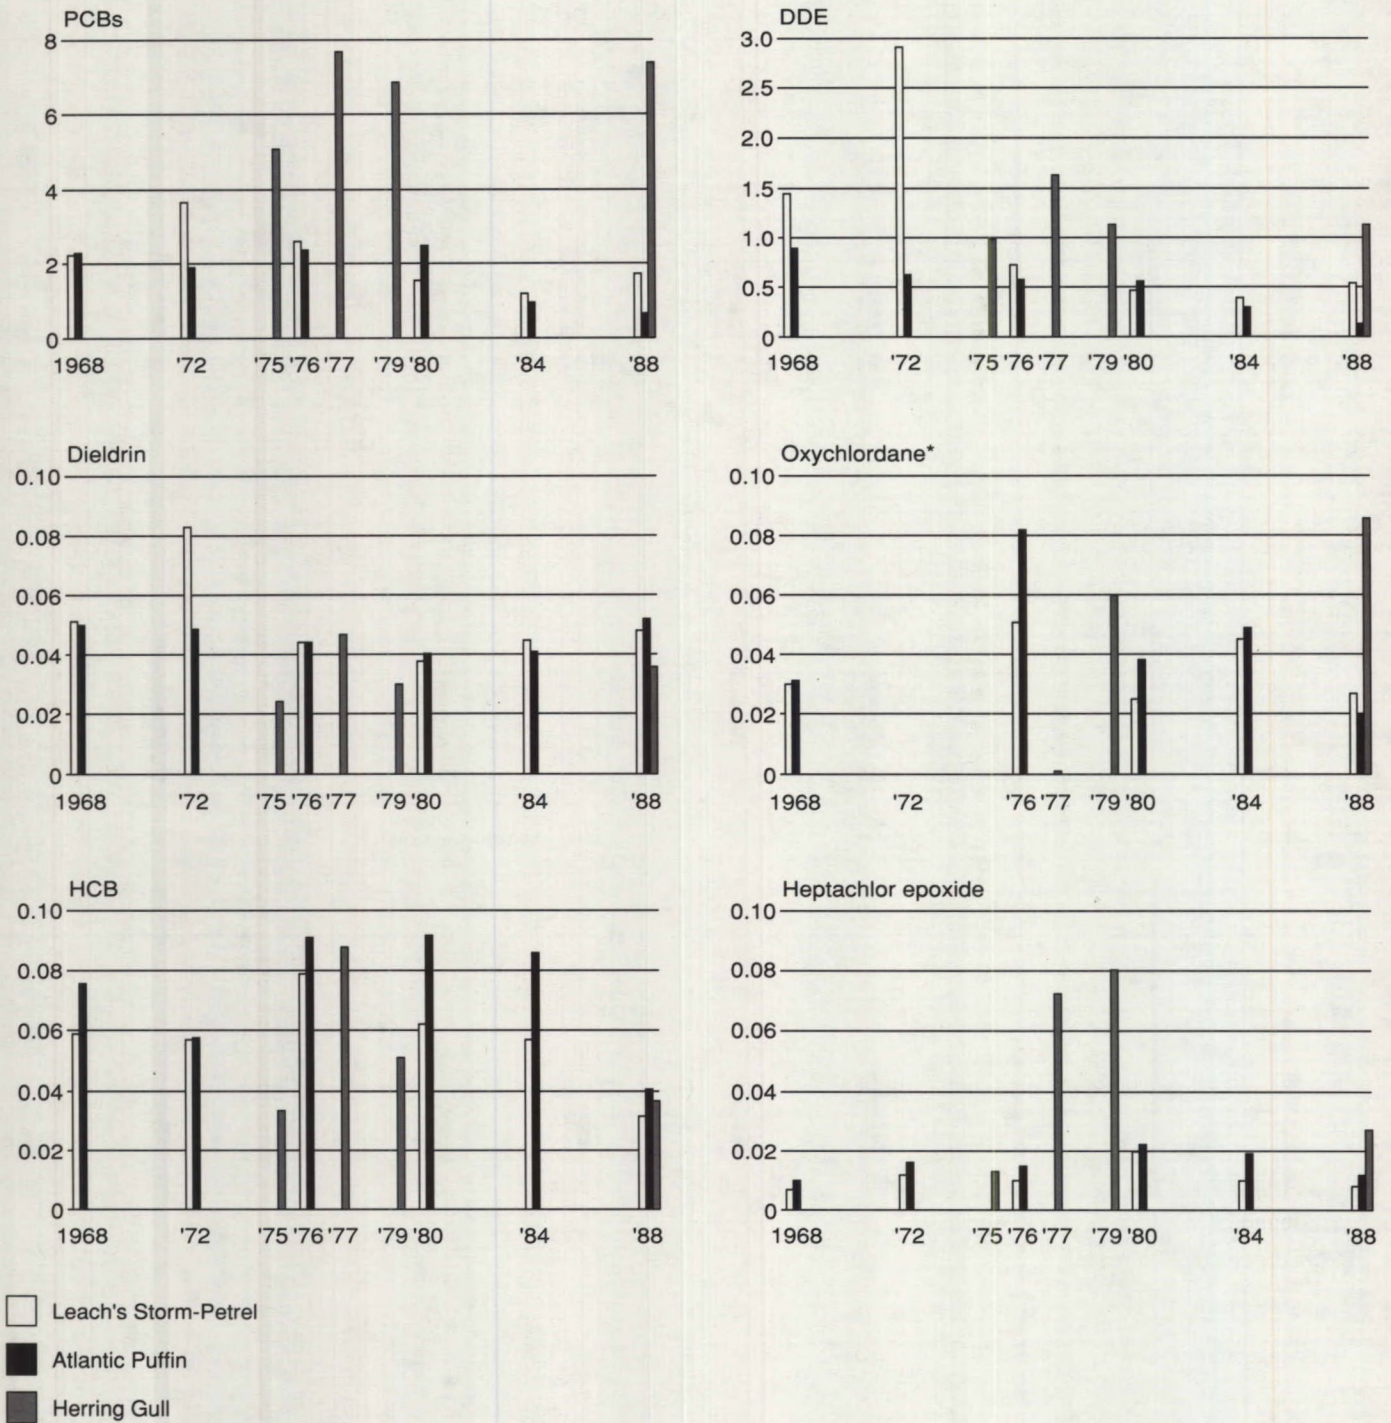 PCBs
8
6
4
2
0
1968 '72 '75 '76 '77 '79 '80 '84 '88
DDE
3.0
2.5
2.0
1.5
1.0
0.5
0
1968 '72 '75 '76 '77 '79 '80 '84 '88
Dieldrin
0.10
0.08
0.06
0.04
0.02
0
1968 '72 '75 '76 '77 '79 '80 '84 '88
Oxychlordane*
0.10
0.08
0.06
0.04
0.02
0
1968 '72 '76 '77 '79 '80 '84 '88
HCB
0.10
0.08
0.06
0.04
0.02
0
1968 '72 '75 '76 '77 '79 '80 '84 '88
Heptachlor epoxide
0.10
0.08
0.06
0.04
0.02
0
1968 '72 '75 '76 '77 '79 '80 '84 '88
Leach's Storm-Petrel
Atlantic Puffin
Herring Gull